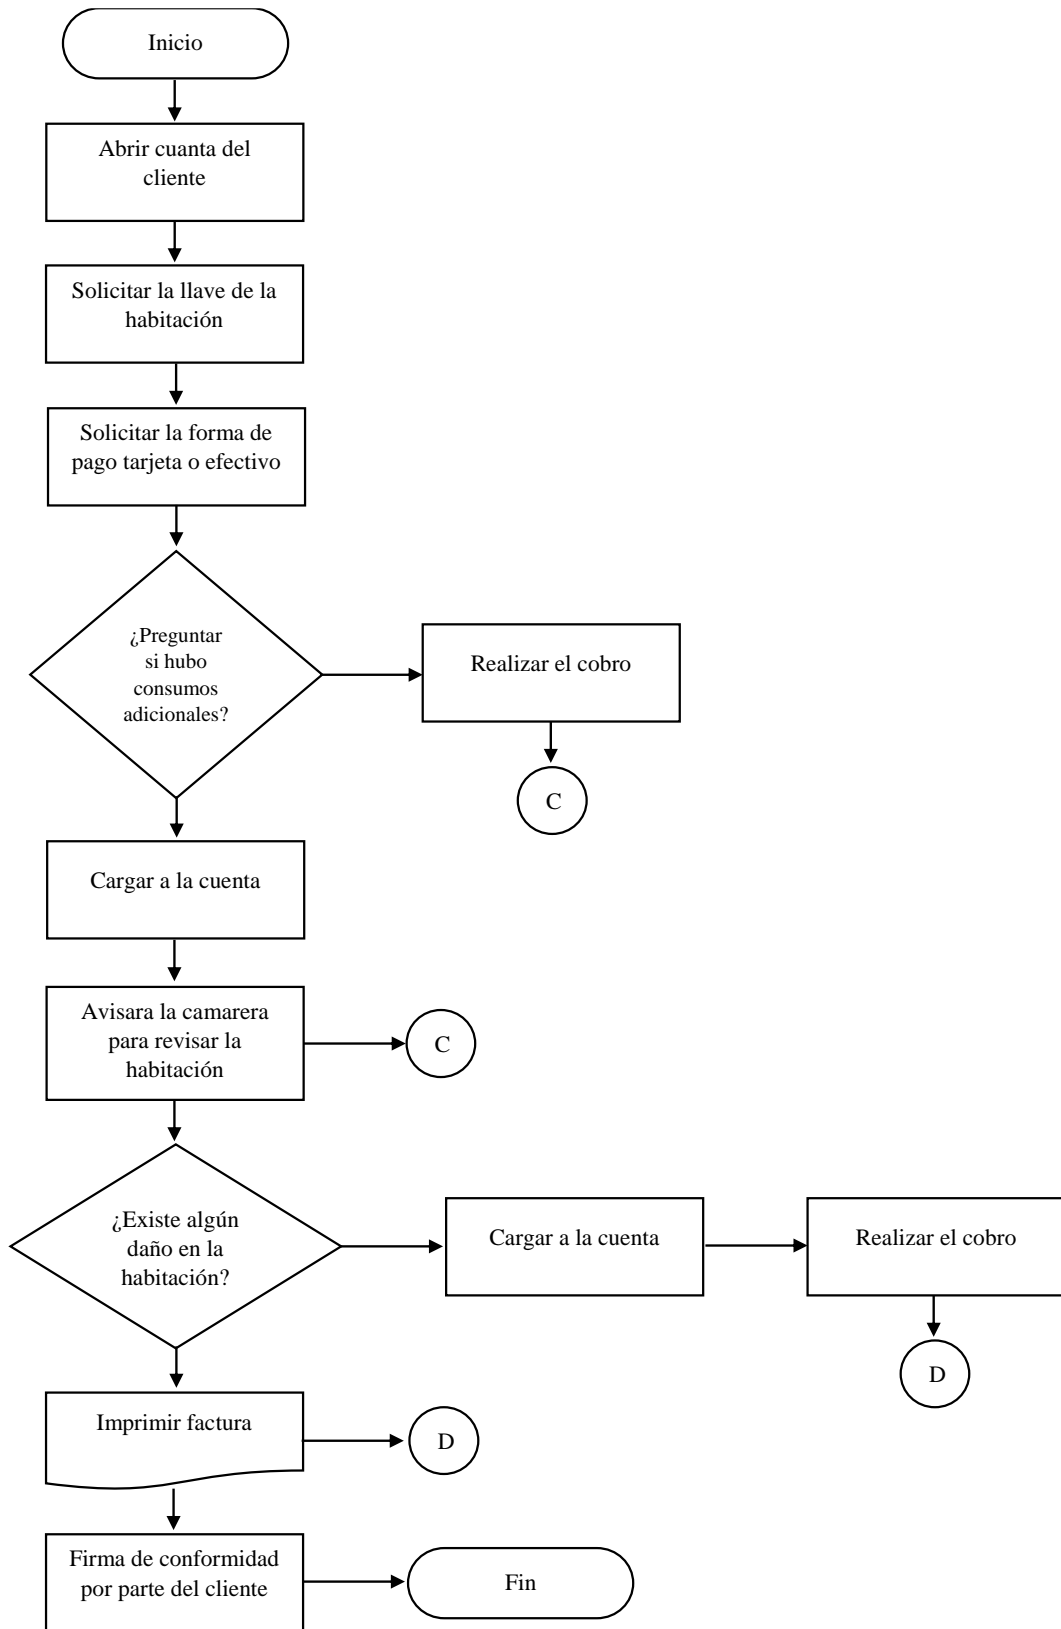 Inicio
Abrir cuanta del
cliente
Solicitar la llave de la
habitación
Solicitar la forma de
pago tarjeta o efectivo
¿Preguntar
si hubo
consumos
adicionales?
Realizar el cobro
C
Cargar a la cuenta
Avisara la camarera
para revisar la
habitación
C
¿Existe algún
daño en la
habitación?
Cargar a la cuenta
Realizar el cobro
D
Imprimir factura
D
Firma de conformidad
por parte del cliente
Fin